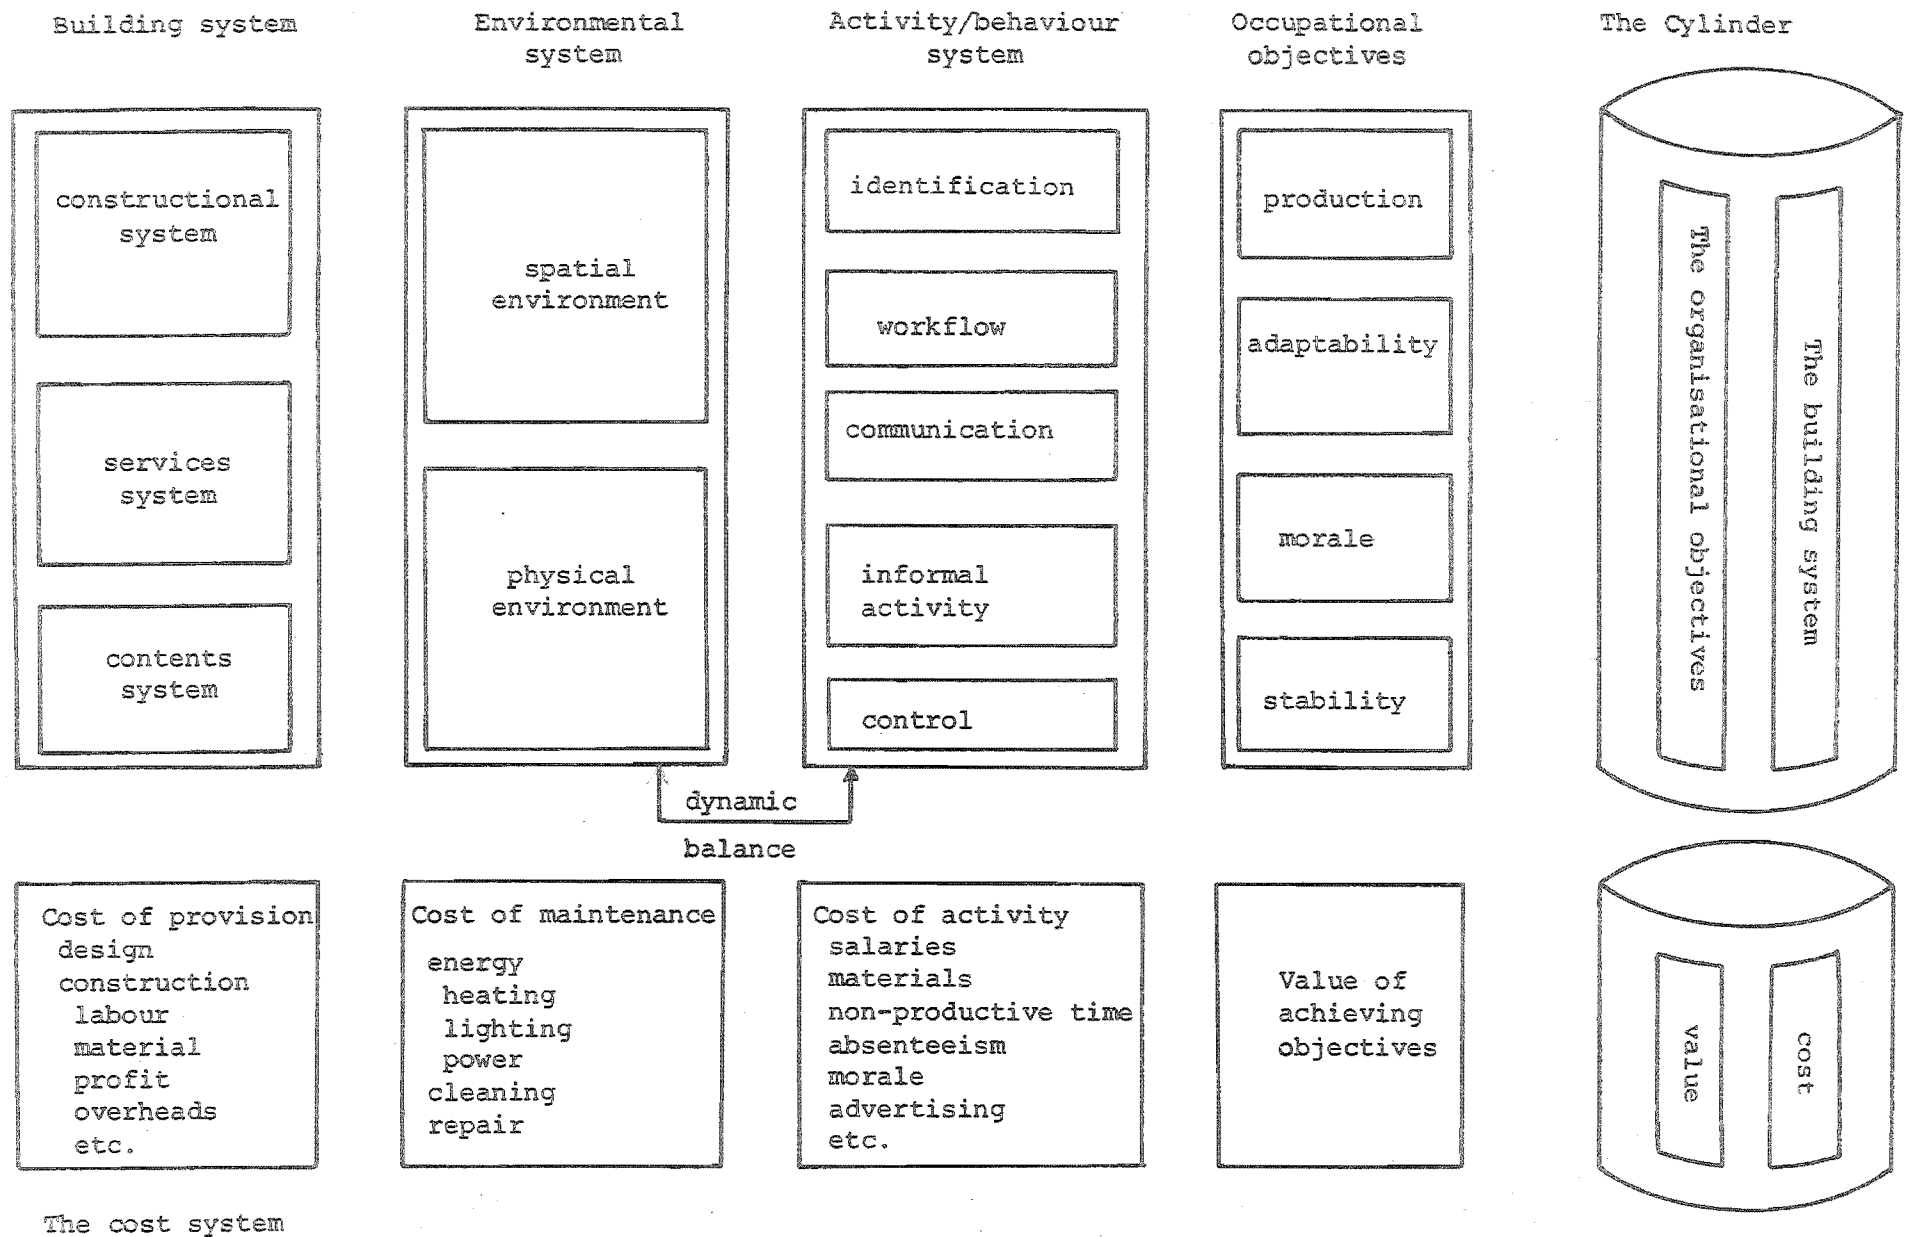 Building system
Environmental
system
Activity/behaviour
system
Occupational
objectives
The Cylinder
constructional
system
services
system
contents
system
spatial
environment
physical
environment
identification
workflow
communication
informal
activity
control
production
adaptability
morale
stability
The organisational objectives
The building system
dynamic
balance
Cost of provision
design
construction
labour
material
profit
overheads
etc.
Cost of maintenance
energy
heating
lighting
power
cleaning
repair
Cost of activity
salaries
materials
non-productive time
absenteeism
morale
advertising
etc.
Value of
achieving
objectives
value
cost
The cost system